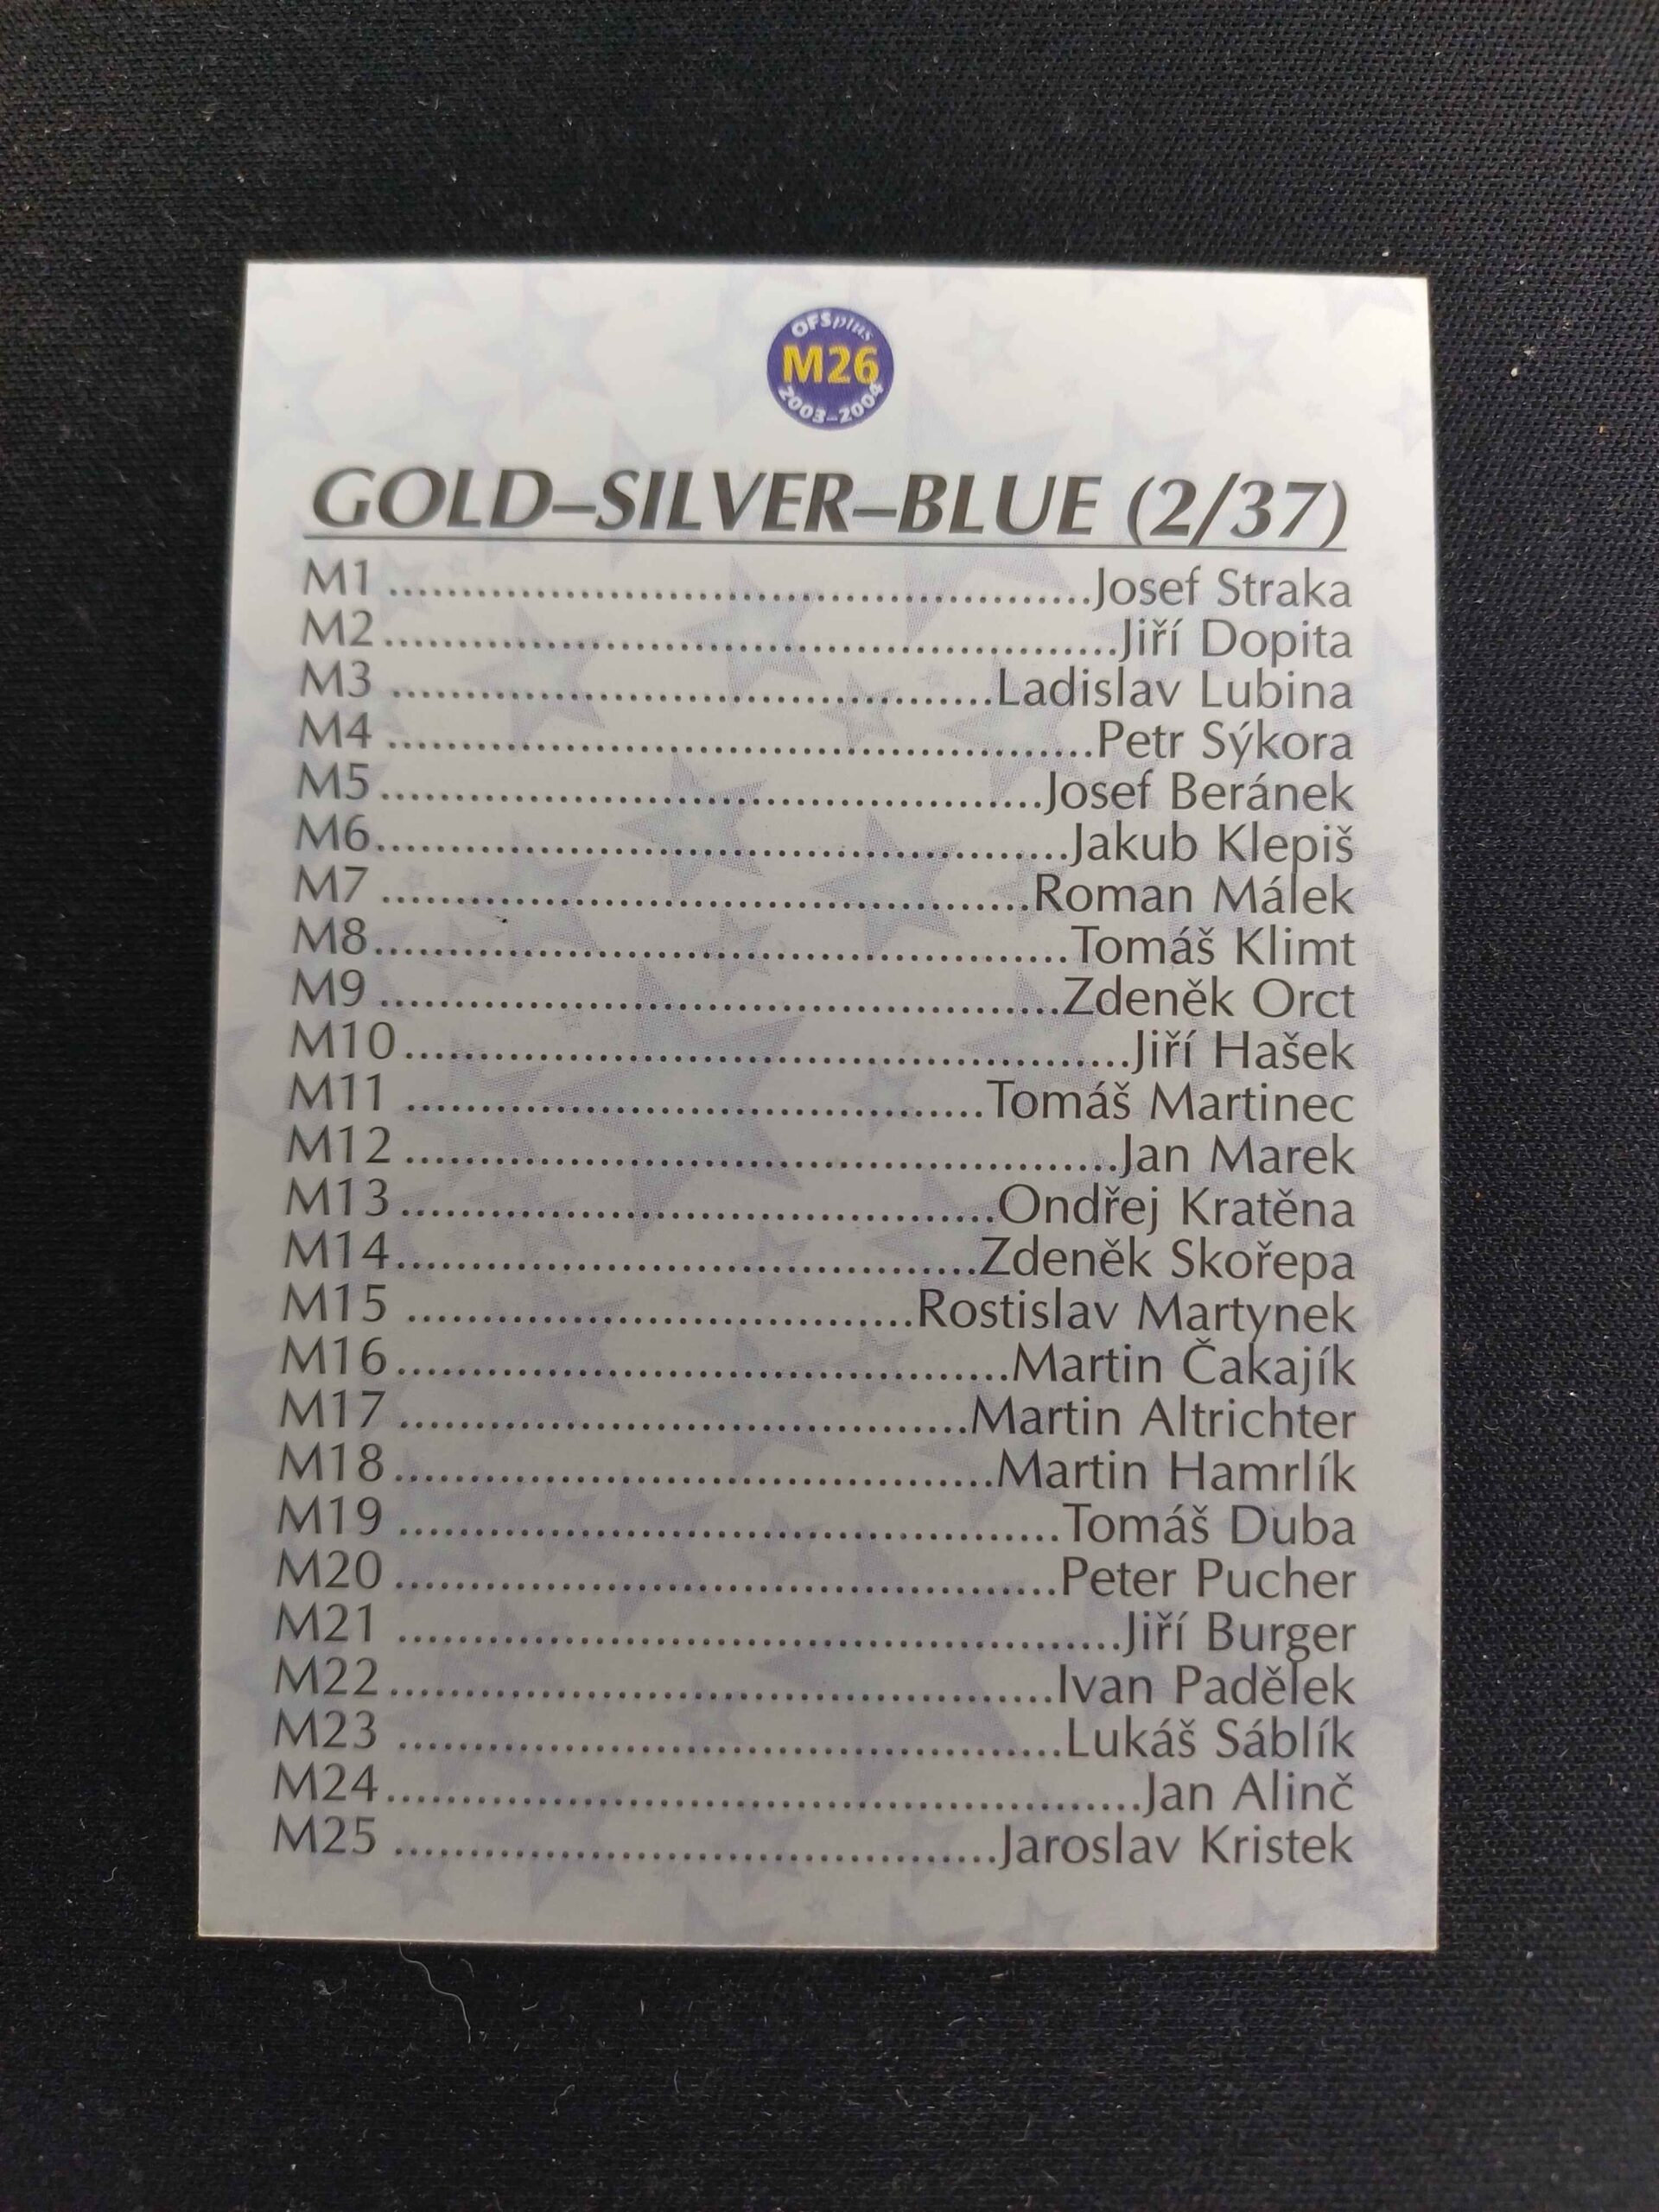 OFSplus
M26
2003–2004
GOLD–SILVER–BLUE (2/37)
M1 ..............................................Josef Straka
M2 ..............................................Jiří Dopita
M3 ..............................................Ladislav Lubina
M4 ..............................................Petr Sýkora
M5 ..............................................Josef Beránek
M6 ..............................................Jakub Klepiš
M7 ..............................................Roman Málek
M8 ..............................................Tomáš Klimt
M9 ..............................................Zdeněk Orct
M10 ..............................................Jiří Hašek
M11 ..............................................Tomáš Martinec
M12 ..............................................Jan Marek
M13 ..............................................Ondřej Kratěna
M14 ..............................................Zdeněk Skořepa
M15 ..............................................Rostislav Martynek
M16 ..............................................Martin Čakajík
M17 ..............................................Martin Altrichter
M18 ..............................................Martin Hamrlík
M19 ..............................................Tomáš Duba
M20 ..............................................Peter Pucher
M21 ..............................................Jiří Burger
M22 ..............................................Ivan Padělek
M23 ..............................................Lukáš Sáblík
M24 ..............................................Jan Alinč
M25 ..............................................Jaroslav Kristek